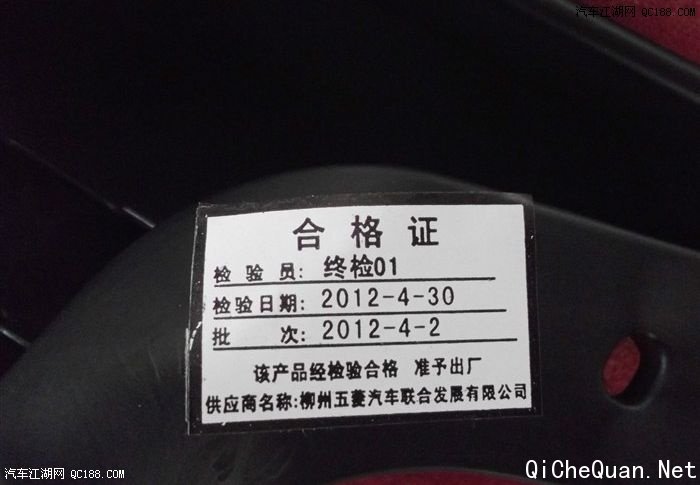 汽车江湖网 QC188.COM
合格证
检验员: 终检01
检验日期: 2012-4-30
批次: 2012-4-2
该产品经检验合格 准予出厂
供应商名称:柳州五菱汽车联合发展有限公司
汽车江湖网 QC188.COM
QiCheQuan.Net